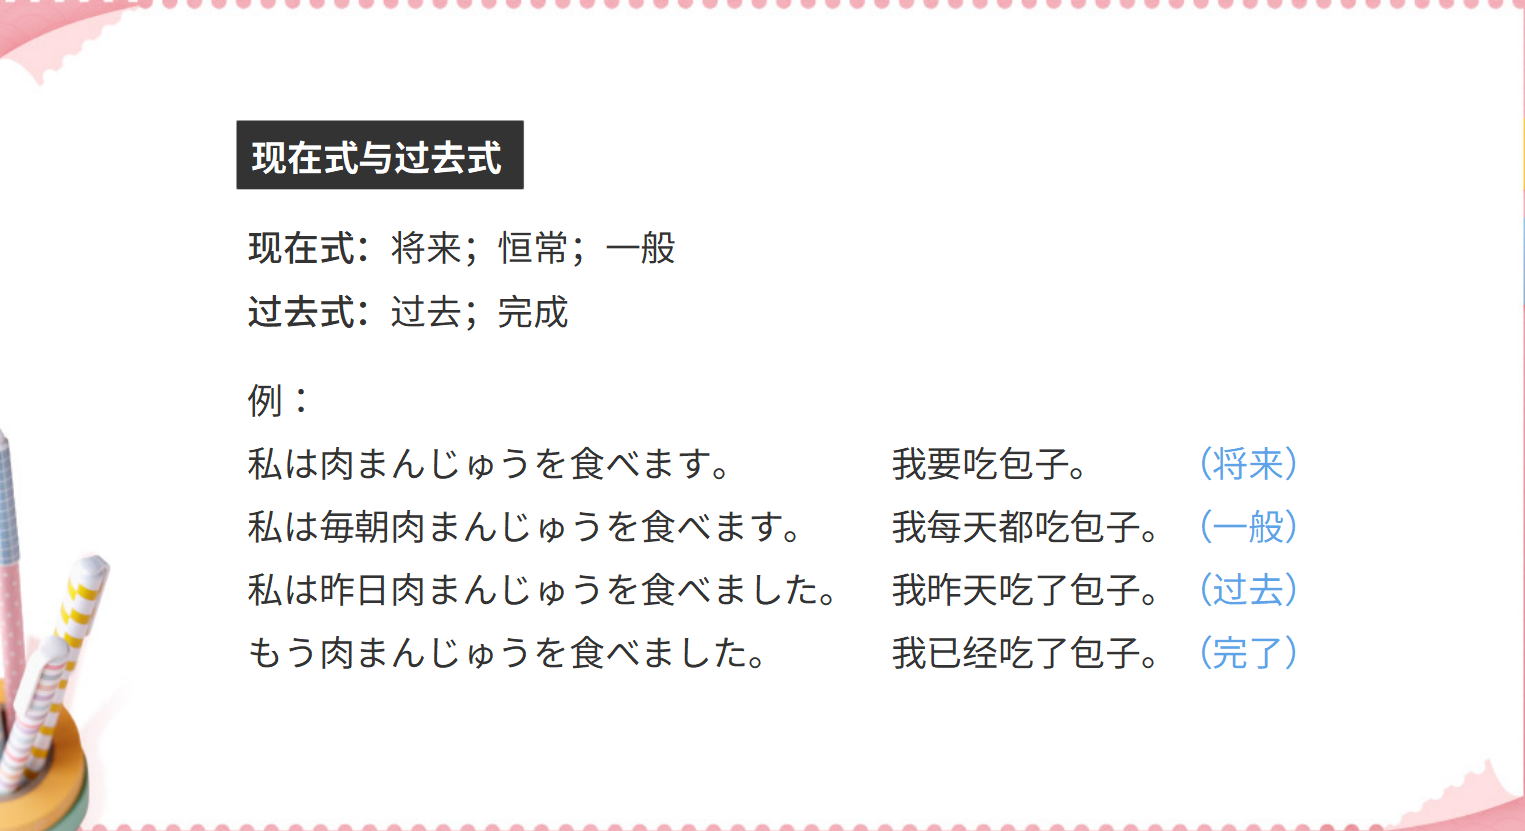 现在式与过去式
现在式：将来；恒常；一般
过去式：过去；完成
例：
私は肉まんじゅうを食べます。 我要吃包子。 （将来）
私は毎朝肉まんじゅうを食べます。 我每天都吃包子。 （一般）
私は昨日肉まんじゅうを食べました。 我昨天吃了包子。 （过去）
もう肉まんじゅうを食べました。 我已经吃了包子。 （完了）